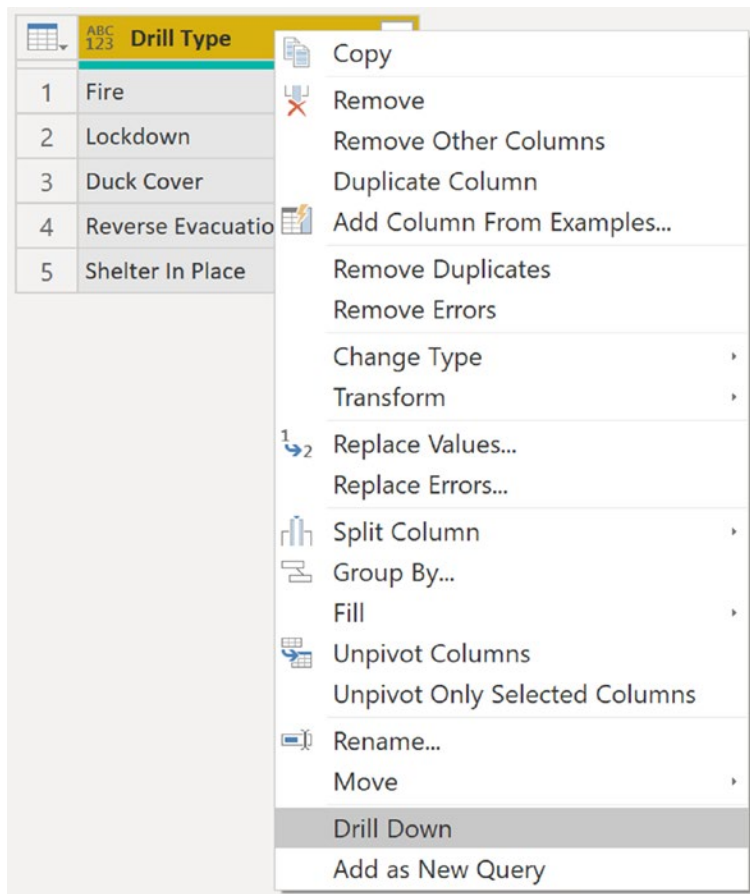 ABC
123 Drill Type
1 Fire
2 Lockdown
3 Duck Cover
4 Reverse Evacuatio
5 Shelter In Place
Copy
Remove
Remove Other Columns
Duplicate Column
Add Column From Examples...
Remove Duplicates
Remove Errors
Change Type
Transform
1 2 Replace Values...
Replace Errors...
Split Column
Group By...
Fill
Unpivot Columns
Unpivot Only Selected Columns
Rename...
Move
Drill Down
Add as New Query